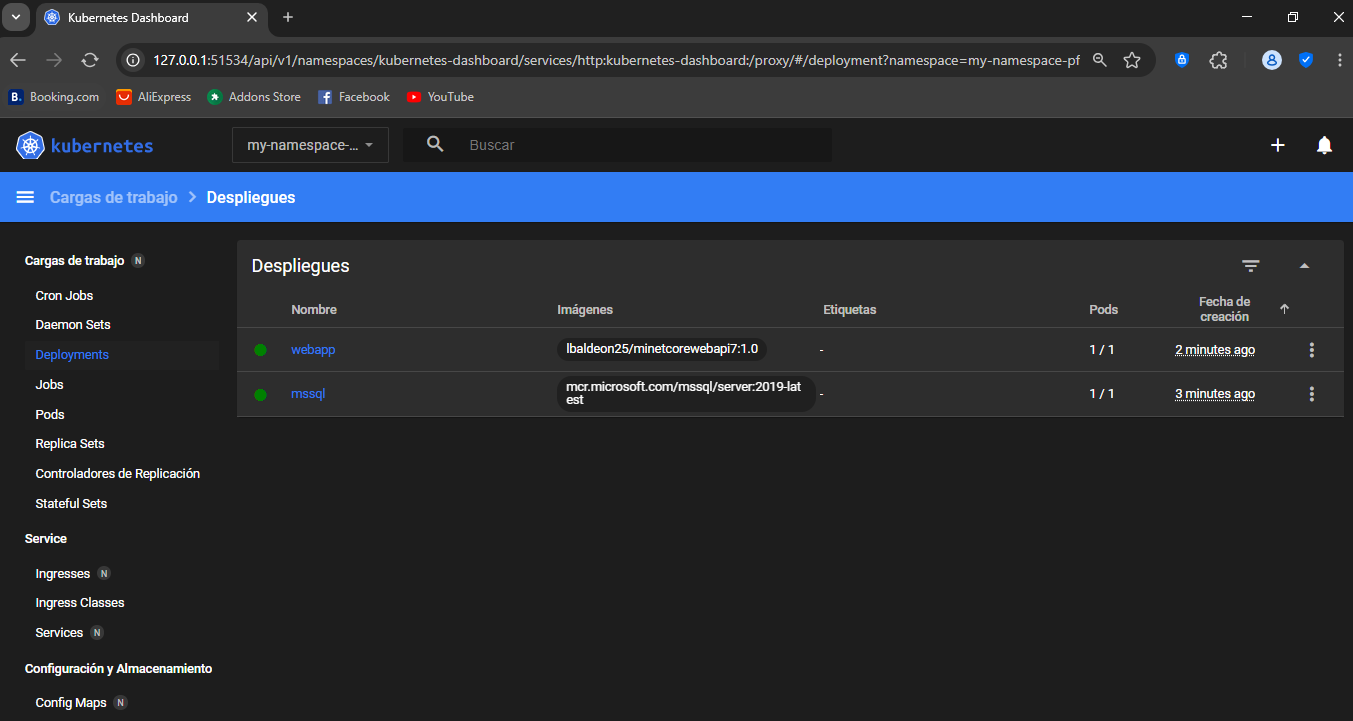 Kubernetes Dashboard
127.0.0.1:51534/api/v1/namespaces/kubernetes-dashboard/services/http:kubernetes-dashboard:/proxy/#/deployment?namespace=my-namespace-pf
B. Booking.com AliExpress Addons Store Facebook YouTube
kubernetes my-namespace-... Buscar
Cargas de trabajo > Despliegues
Cargas de trabajo N
Cron Jobs
Daemon Sets
Deployments
Jobs
Pods
Replica Sets
Controladores de Replicación
Stateful Sets
Service
Ingresses N
Ingress Classes
Services N
Configuración y Almacenamiento
Config Maps N
Despliegues
Nombre Imágenes Etiquetas Pods Fecha de
creación
webapp lbaldeon25/minetcorewebapi7:1.0 - 1 / 1 2 minutes ago
mssql mcr.microsoft.com/mssql/server:2019-lat
est - 1 / 1 3 minutes ago